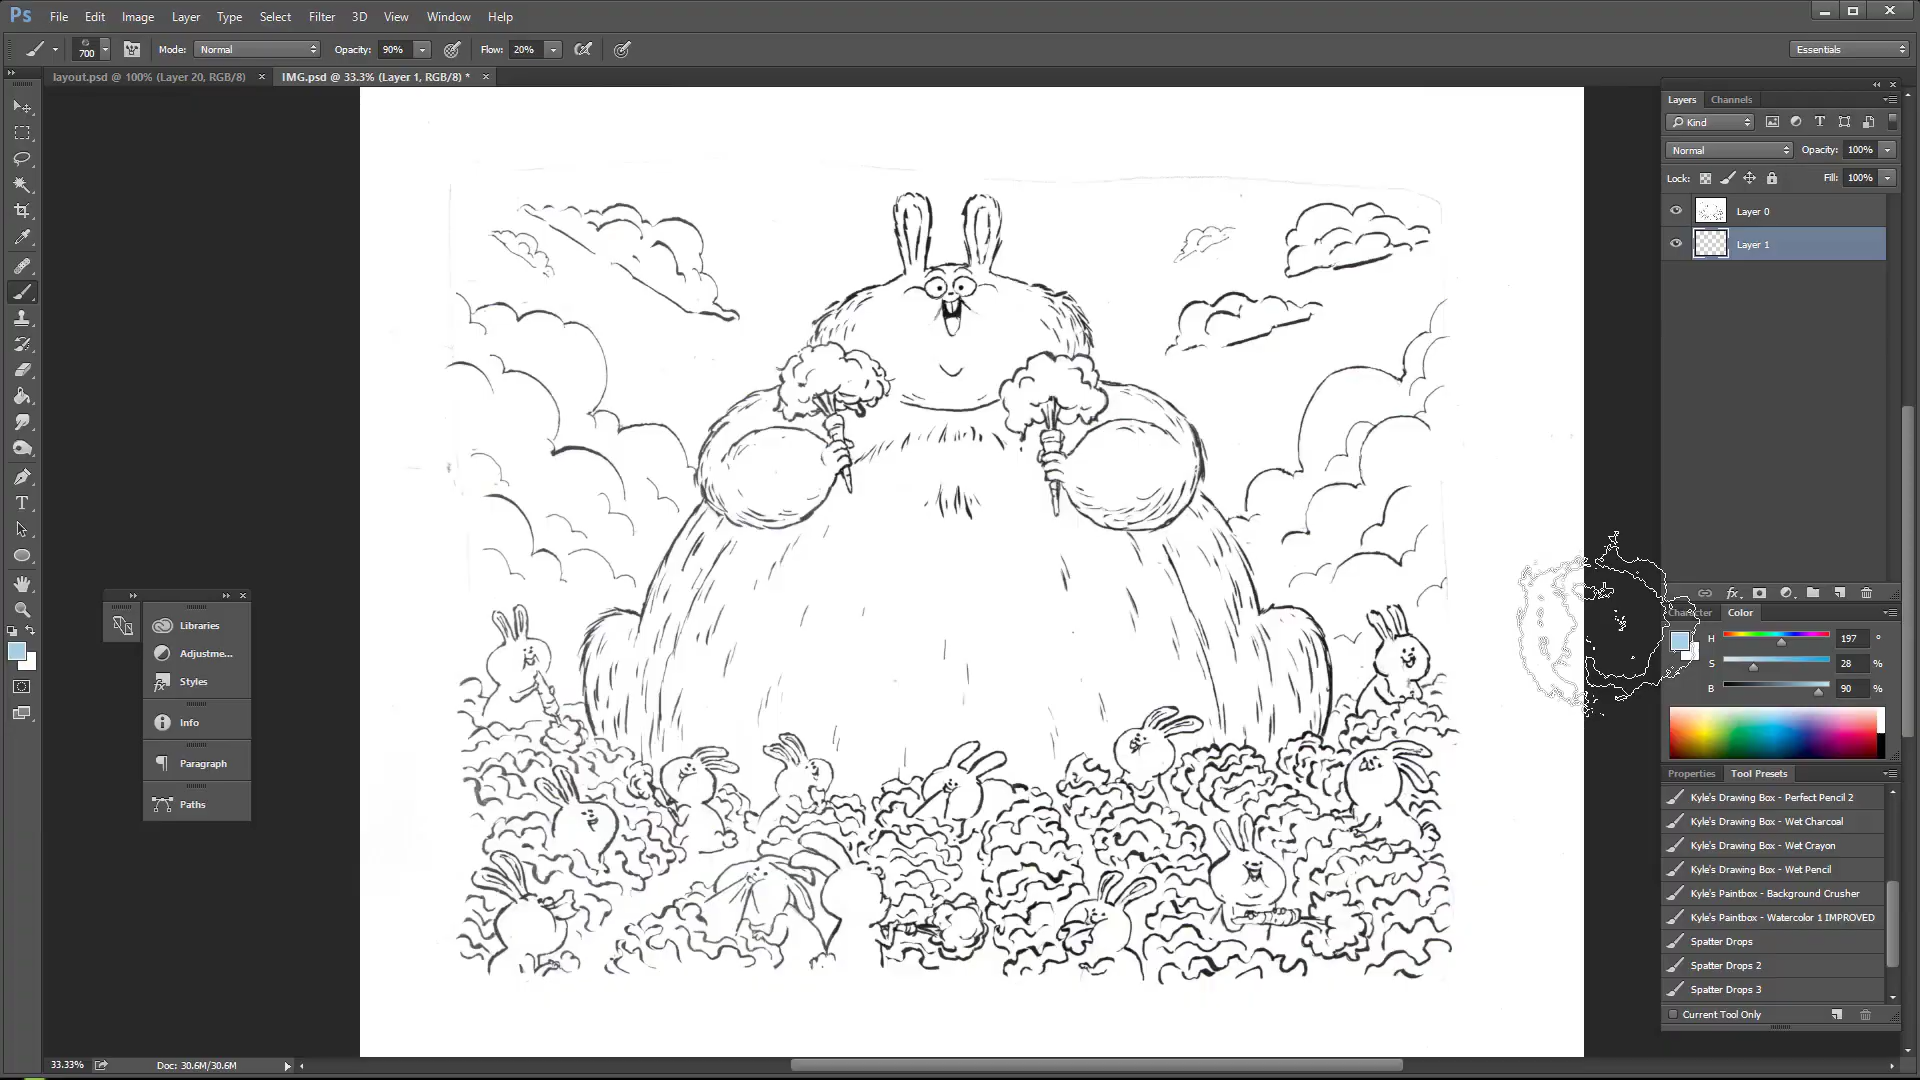 Ps File Edit Image Layer Type Select Filter 3D View Window Help
700 Mode: Normal Opacity: 90% Flow: 20% Essentials
layout.psd @ 100% (Layer 20, RGB/8) × IMG.psd @ 33.3% (Layer 1, RGB/8) * ×
Layers Channels
Kind
Normal Opacity: 100%
Lock: Fill: 100%
Layer 0
Layer 1
fx
Character Color
H 197 °
S 28 %
B 90 %
Libraries
Adjustme...
Styles
Info
Paragraph
Paths
Properties Tool Presets
Kyle's Drawing Box - Perfect Pencil 2
Kyle's Drawing Box - Wet Charcoal
Kyle's Drawing Box - Wet Crayon
Kyle's Drawing Box - Wet Pencil
Kyle's Paintbox - Background Crusher
Kyle's Paintbox - Watercolor 1 IMPROVED
Spatter Drops
Spatter Drops 2
Spatter Drops 3
Current Tool Only
33.33% Doc: 30.6M/30.6M